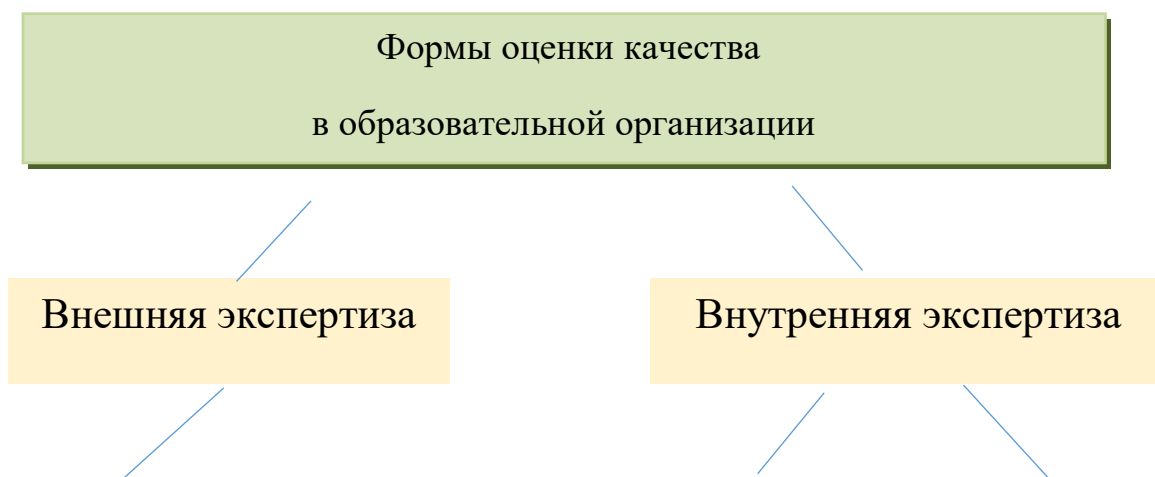 Формы оценки качества
в образовательной организации
Внешняя экспертиза
Внутренняя экспертиза